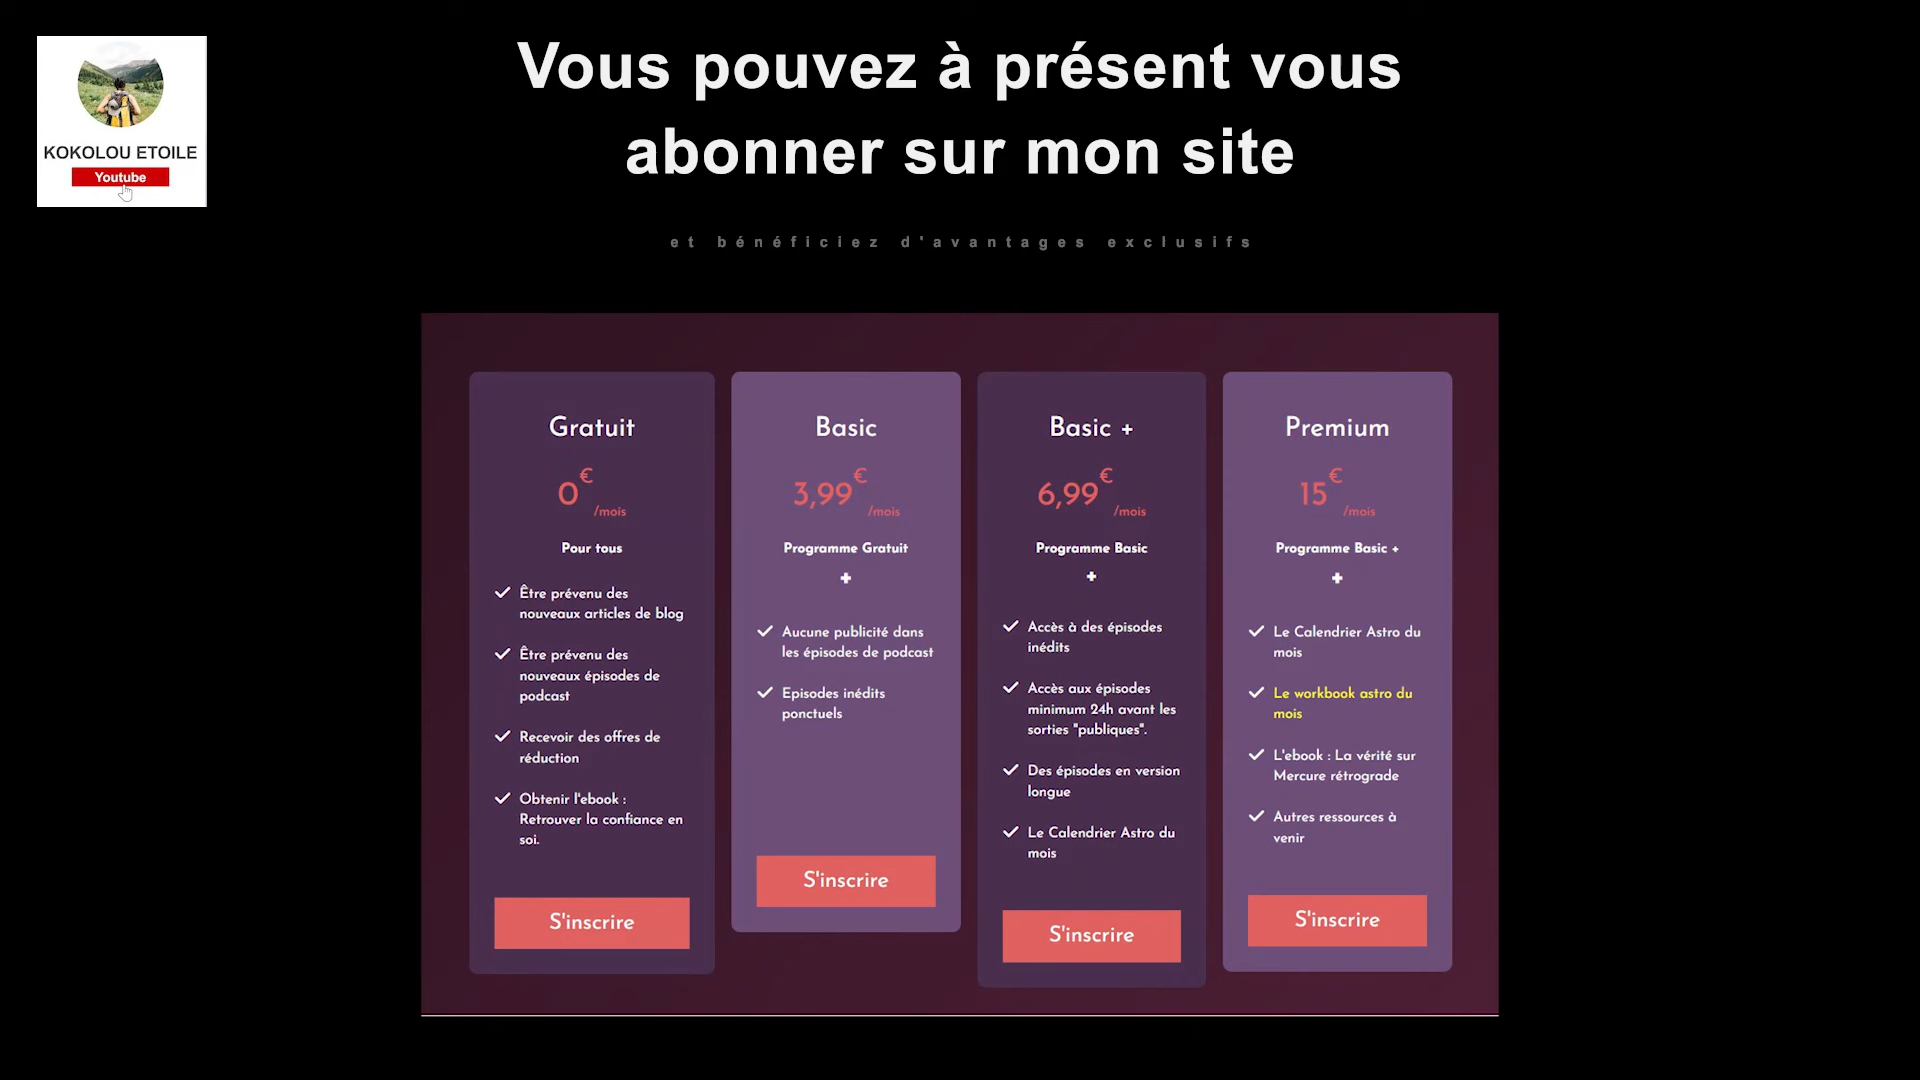 KOKOLOU ETOILE
Youtube
Vous pouvez à présent vous
abonner sur mon site
et bénéficiez d'avantages exclusifs
Gratuit
0€
/mois
Pour tous
Être prévenu des
nouveaux articles de blog
Être prévenu des
nouveaux épisodes de
podcast
Recevoir des offres de
réduction
Obtenir l'ebook :
Retrouver la confiance en
soi.
S'inscrire
Basic
3,99€
/mois
Programme Gratuit
+
Aucune publicité dans
les épisodes de podcast
Episodes inédits
ponctuels
S'inscrire
Basic +
6,99€
/mois
Programme Basic
+
Accès à des épisodes
inédits
Accès aux épisodes
minimum 24h avant les
sorties "publiques".
Des épisodes en version
longue
Le Calendrier Astro du
mois
S'inscrire
Premium
15€
/mois
Programme Basic +
+
Le Calendrier Astro du
mois
Le workbook astro du
mois
L'ebook : La vérité sur
Mercure rétrograde
Autres ressources à
venir
S'inscrire